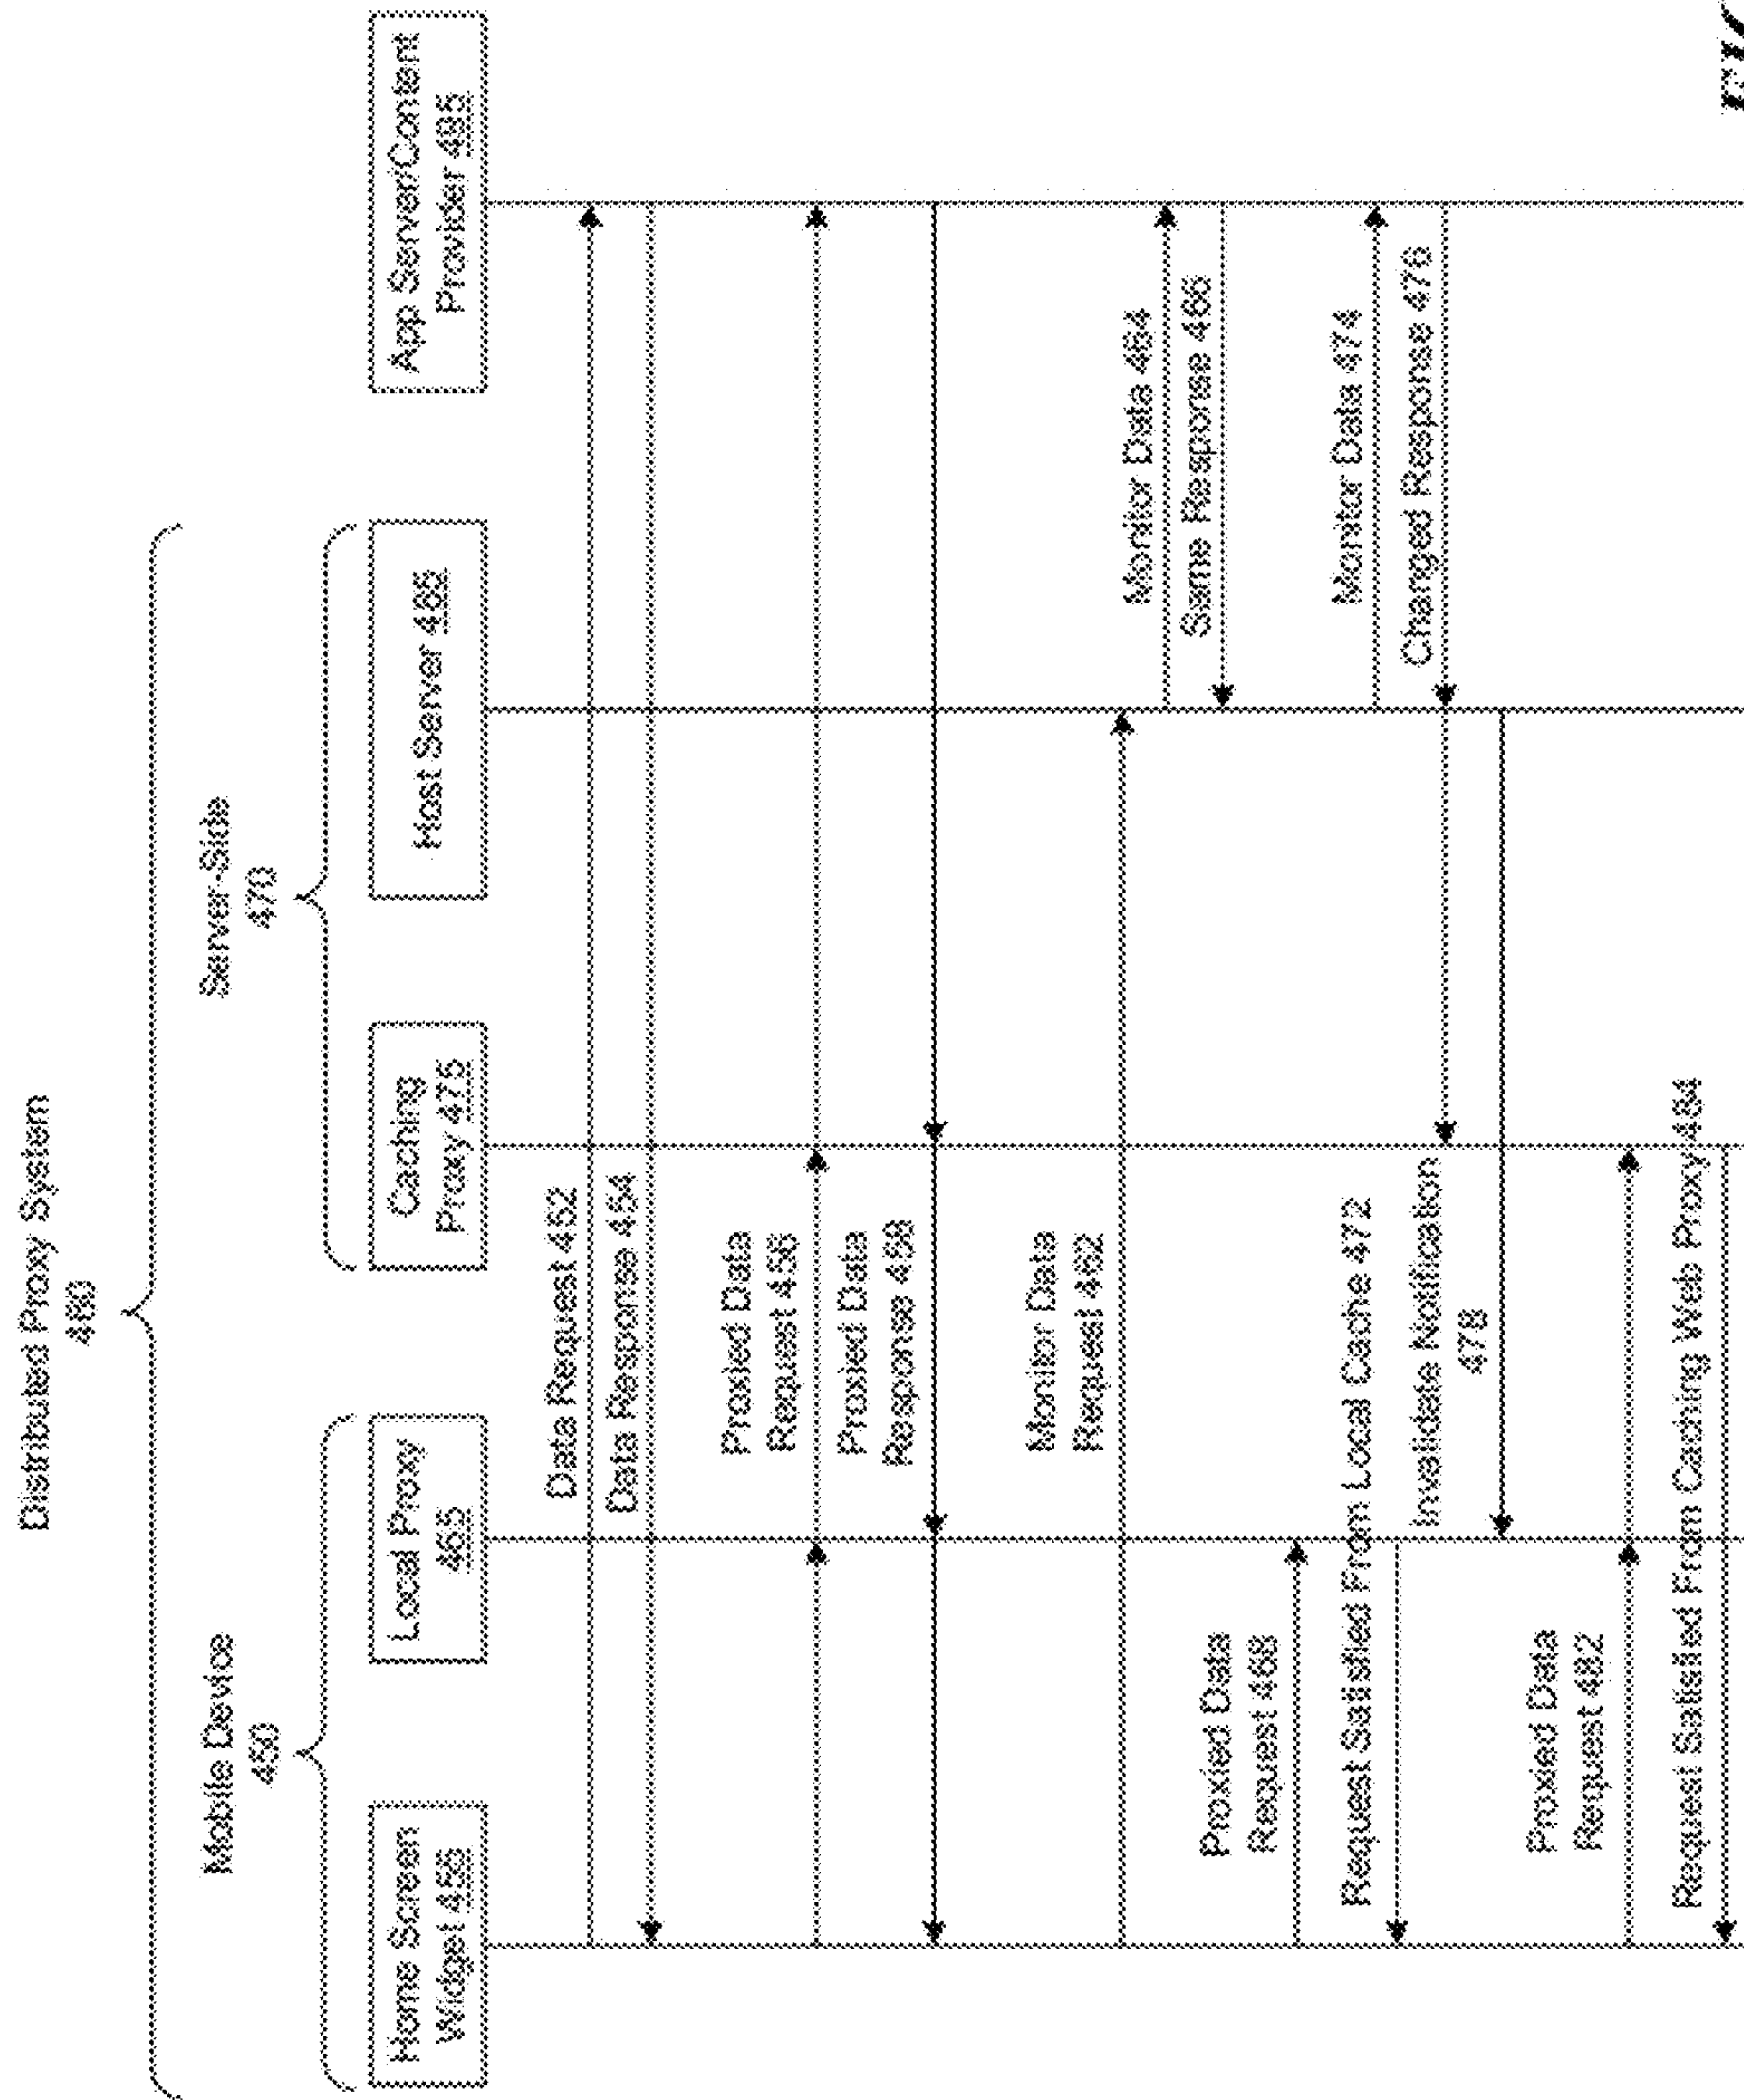 Distributed Proxy System
460
Mobile Device
450
Server-Side
470
Home Screen
Widget 455
Local Proxy
465
Caching
Proxy 475
Host Server 485
App Server/Content
Provider 495
Data Request 452
Data Response 454
Proxied Data
Request 456
Proxied Data
Response 458
Monitor Data
Request 462
Monitor Data 464
Same Response 466
Proxied Data
Request 468
Request Satisfied From Local Cache 472
Monitor Data 474
Changed Response 476
Invalidate Notification
478
Proxied Data
Request 482
Request Satisfied From Caching Web Proxy 484